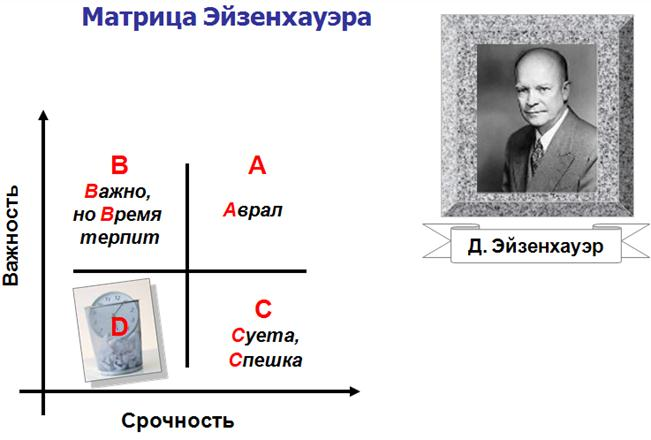 Матрица Эйзенхауэра
Важность
В
Важно,
но Время
терпит
А
Аврал
D
С
Суета,
Спешка
Срочность
Д. Эйзенхауэр